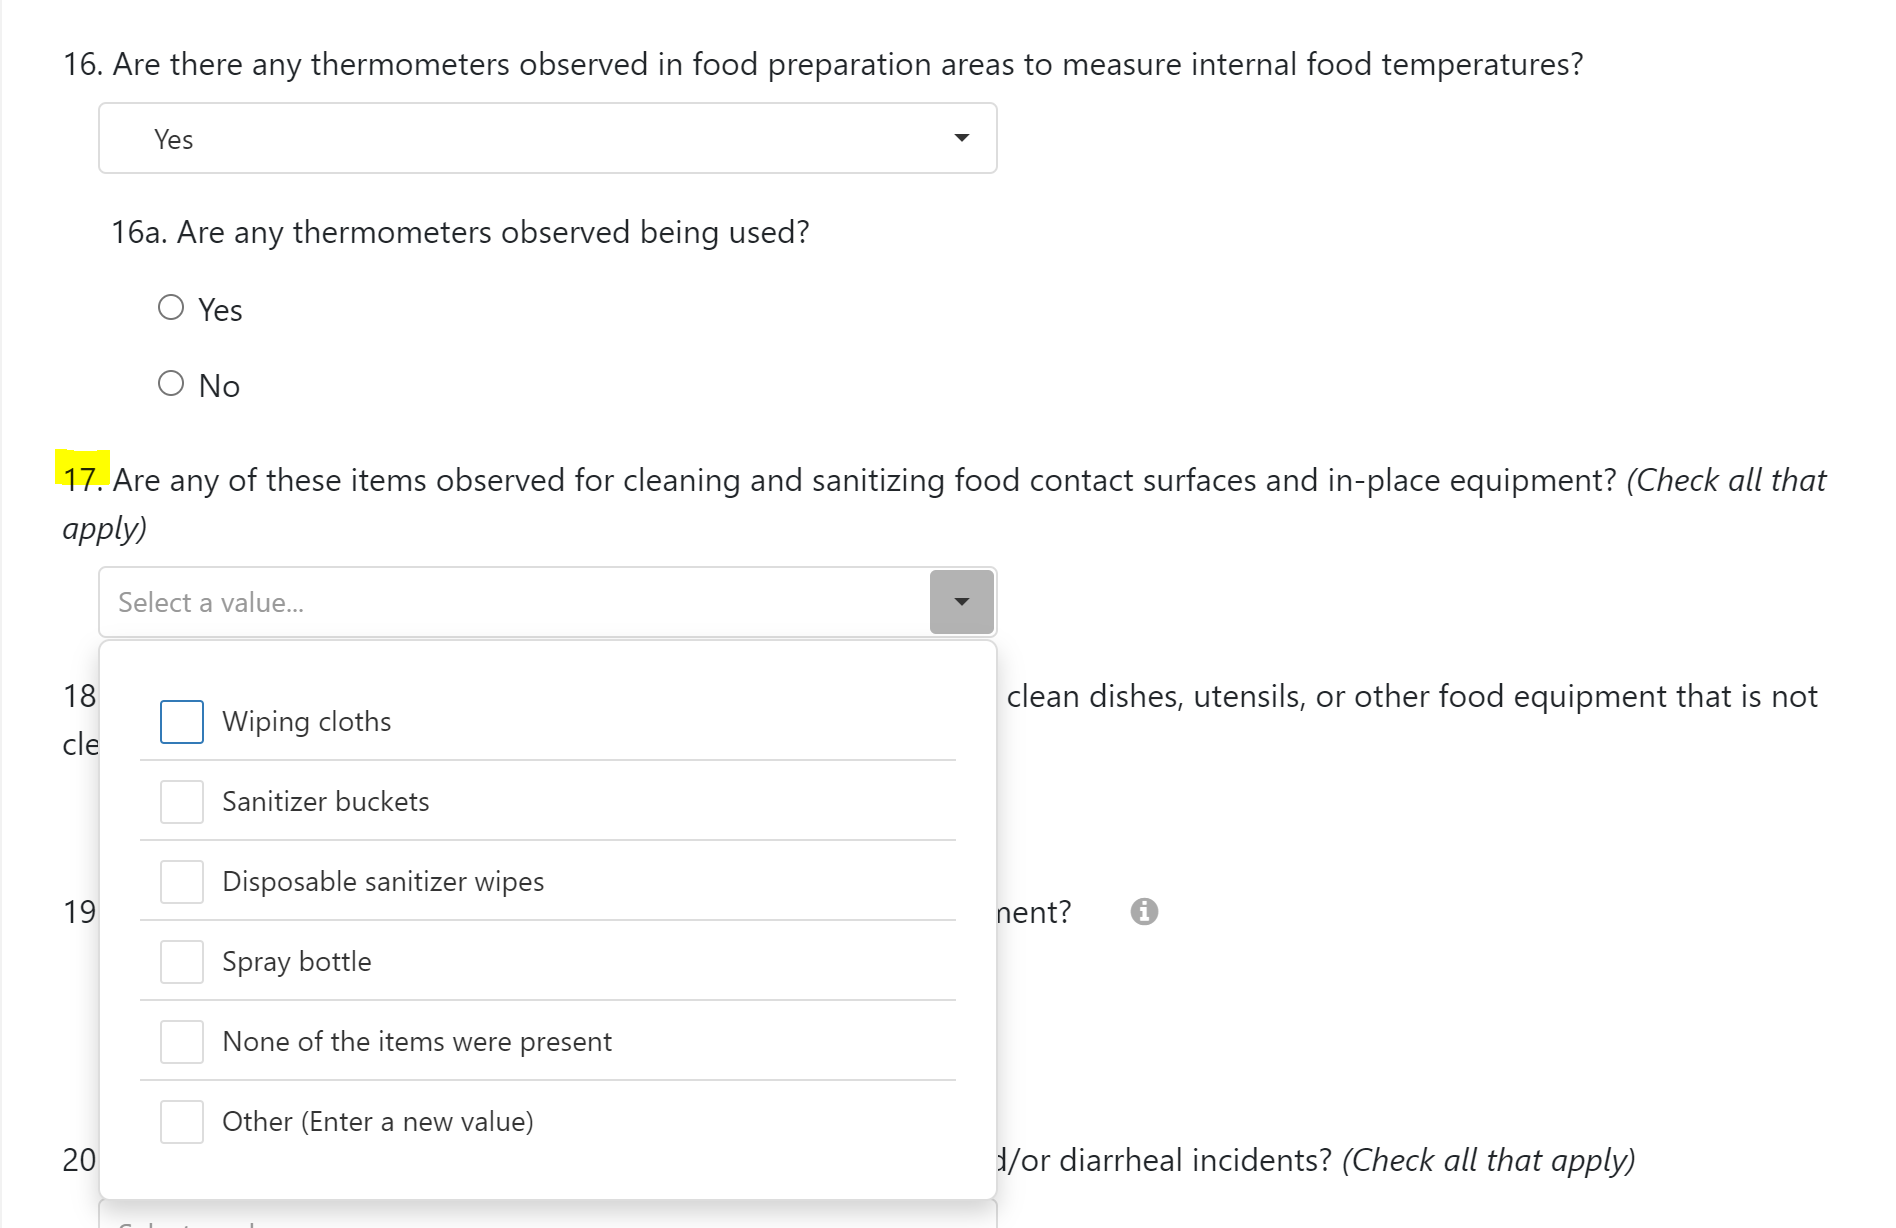 16. Are there any thermometers observed in food preparation areas to measure internal food temperatures?
Yes
16a. Are any thermometers observed being used?
Yes
No
17. Are any of these items observed for cleaning and sanitizing food contact surfaces and in-place equipment? (Check all that
apply)
Select a value...
18 clean dishes, utensils, or other food equipment that is not
Wiping cloths
Sanitizer buckets
Disposable sanitizer wipes
19
Spray bottle
None of the items were present
Other (Enter a new value)
20 /or diarrheal incidents? (Check all that apply)